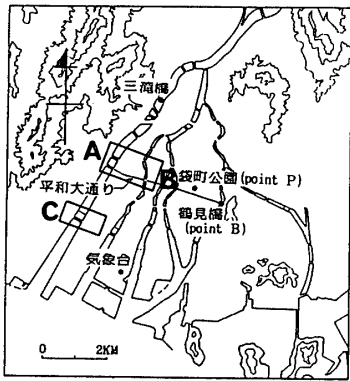 三篠橋
A
B
袋町公園 (point P)
平和大通り
C
鶴見橋
(point B)
気象台
0 2KM